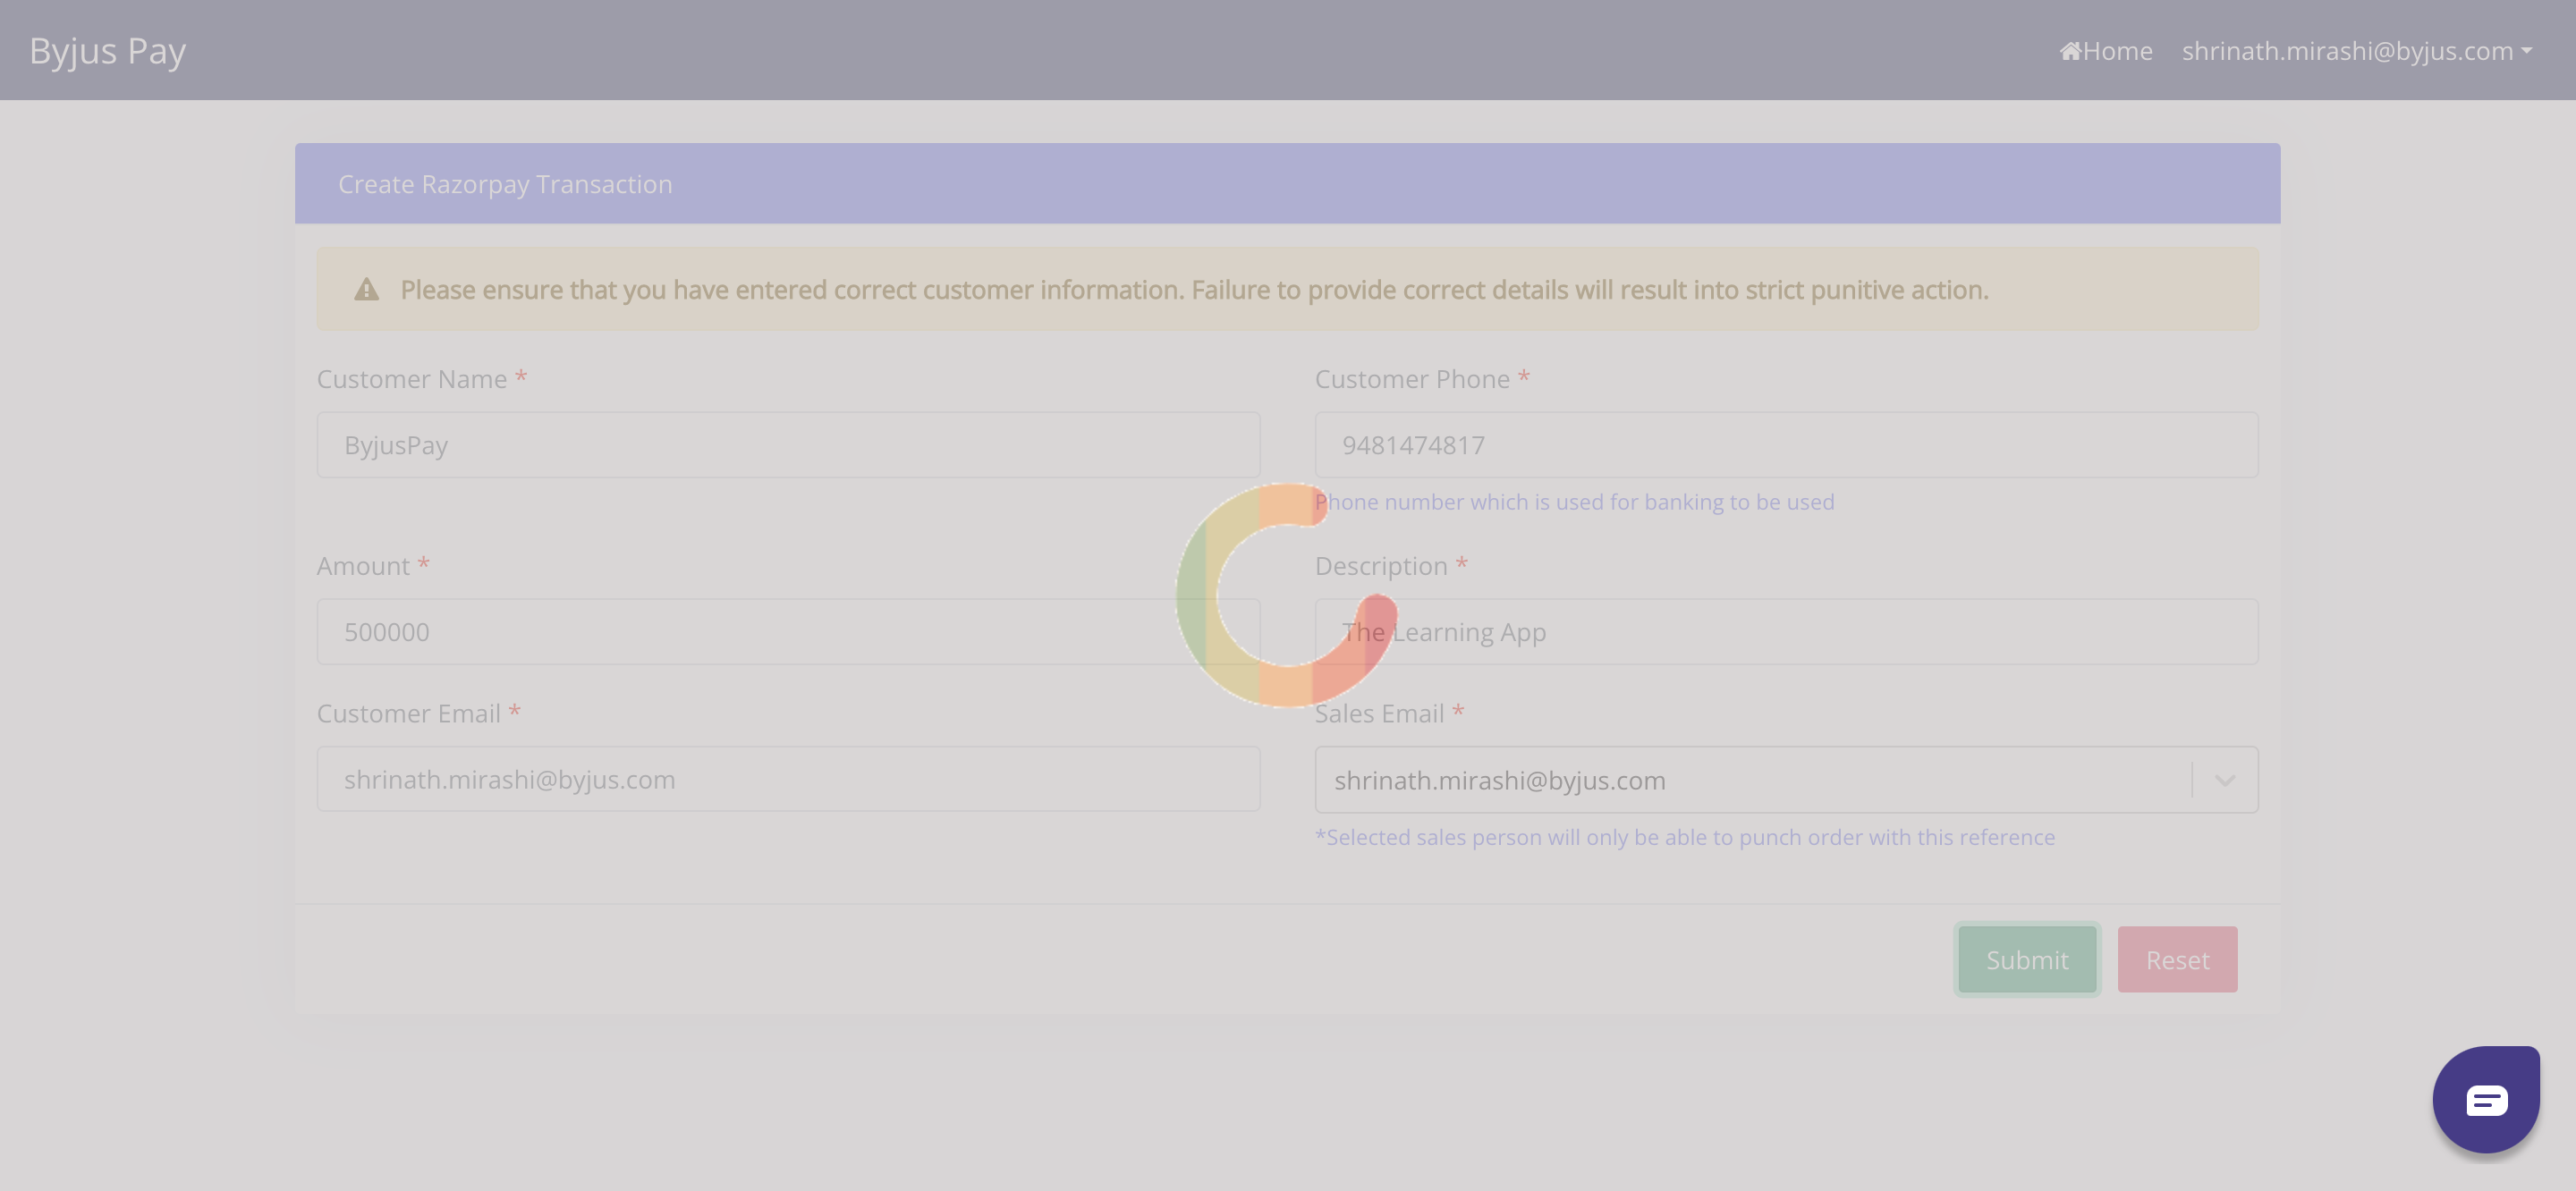 Byjus Pay
Home shrinath.mirashi@byjus.com
Create Razorpay Transaction
Please ensure that you have entered correct customer information. Failure to provide correct details will result into strict punitive action.
Customer Name * Customer Phone *
ByjusPay 9481474817
Phone number which is used for banking to be used
Amount * Description *
500000 The Learning App
Customer Email * Sales Email *
shrinath.mirashi@byjus.com shrinath.mirashi@byjus.com
*Selected sales person will only be able to punch order with this reference
Submit Reset